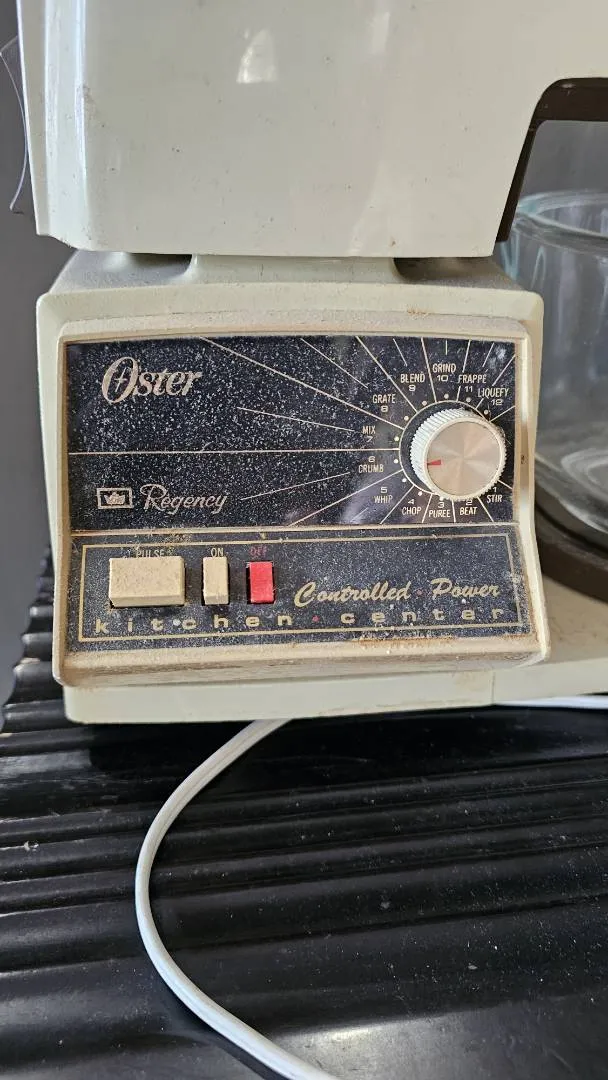 Oster
GRIND
10
BLEND
9
FRAPPE
11
GRATE
8
LIQUEFY
12
MIX
7
6
CRUMB
5
WHIP
4
CHOP
3
PUREE
2
BEAT
1
STIR
Regency
PULSE
ON
OFF
Controlled • Power
kitchen • center